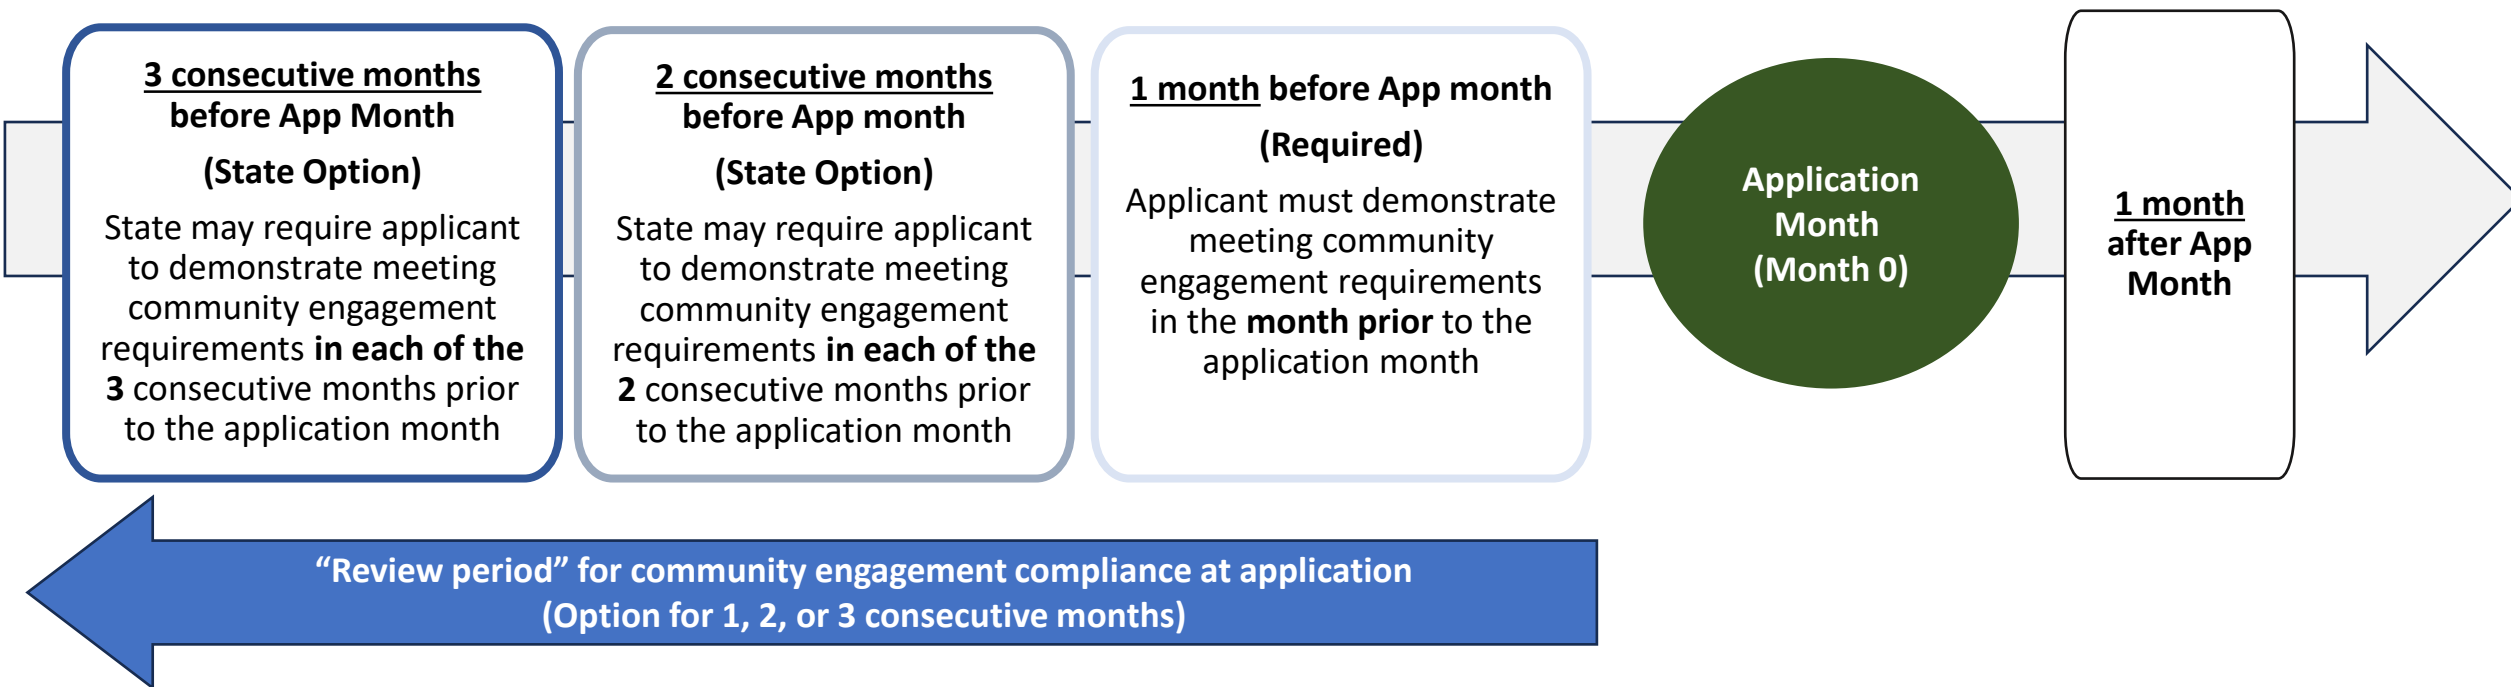 3 consecutive months
before App Month
(State Option)
State may require applicant
to demonstrate meeting
community engagement
requirements in each of the
3 consecutive months prior
to the application month
2 consecutive months
before App month
(State Option)
State may require applicant
to demonstrate meeting
community engagement
requirements in each of the
2 consecutive months prior
to the application month
1 month before App month
(Required)
Applicant must demonstrate
meeting community
engagement requirements
in the month prior to the
application month
Application
Month
(Month 0)
1 month
after App
Month
“Review period” for community engagement compliance at application
(Option for 1, 2, or 3 consecutive months)